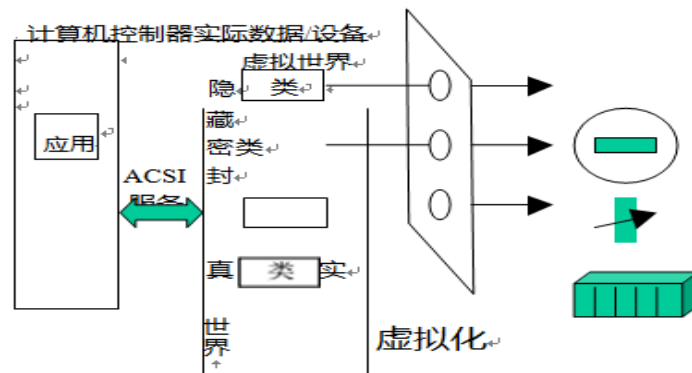 计算机控制器实际数据/设备
虚拟世界
隐 类
藏
应用
密类
封
ACSI
服务
真 类 实
世
界
虚拟化